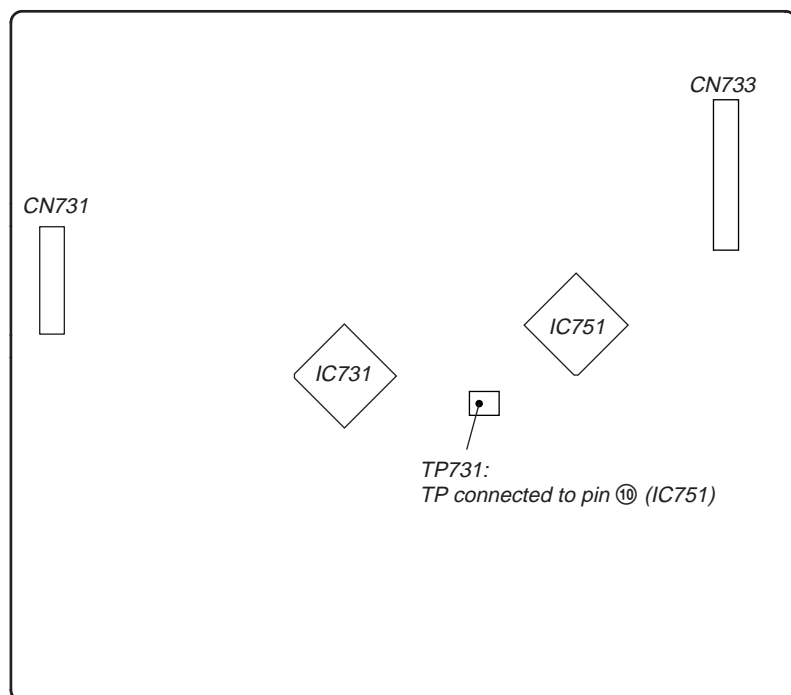 CN733
CN731
IC751
IC731
TP731:
TP connected to pin ⑩ (IC751)